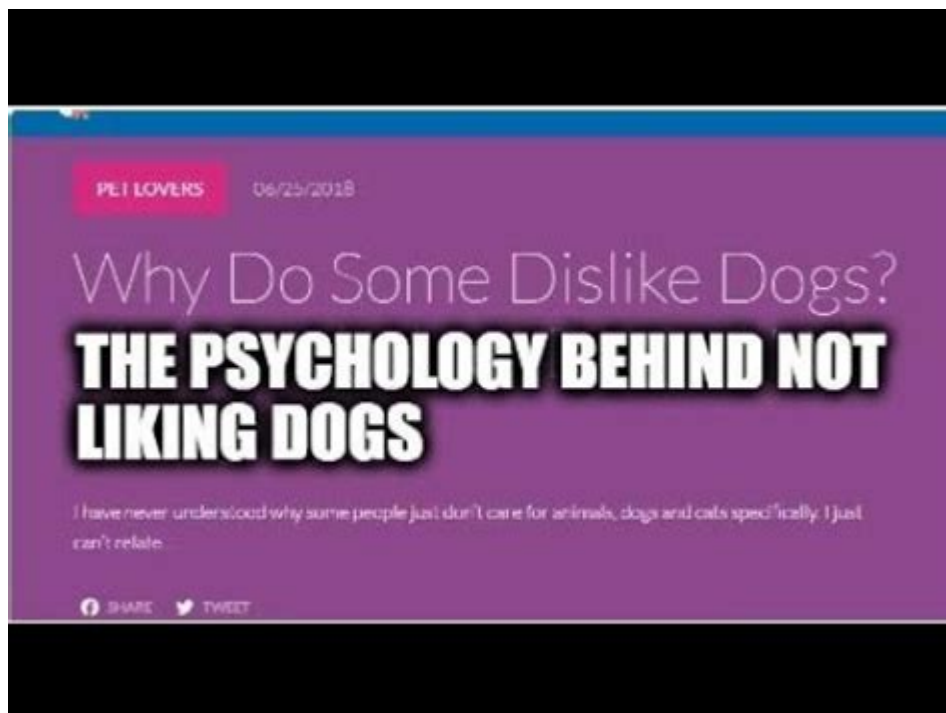 PET LOVERS 06/25/2018
Why Do Some Dislike Dogs?
THE PSYCHOLOGY BEHIND NOT
LIKING DOGS
I have never understood why some people just don't care for animals, dogs and cats specifically. I just
can't relate...
SHARE TWEET